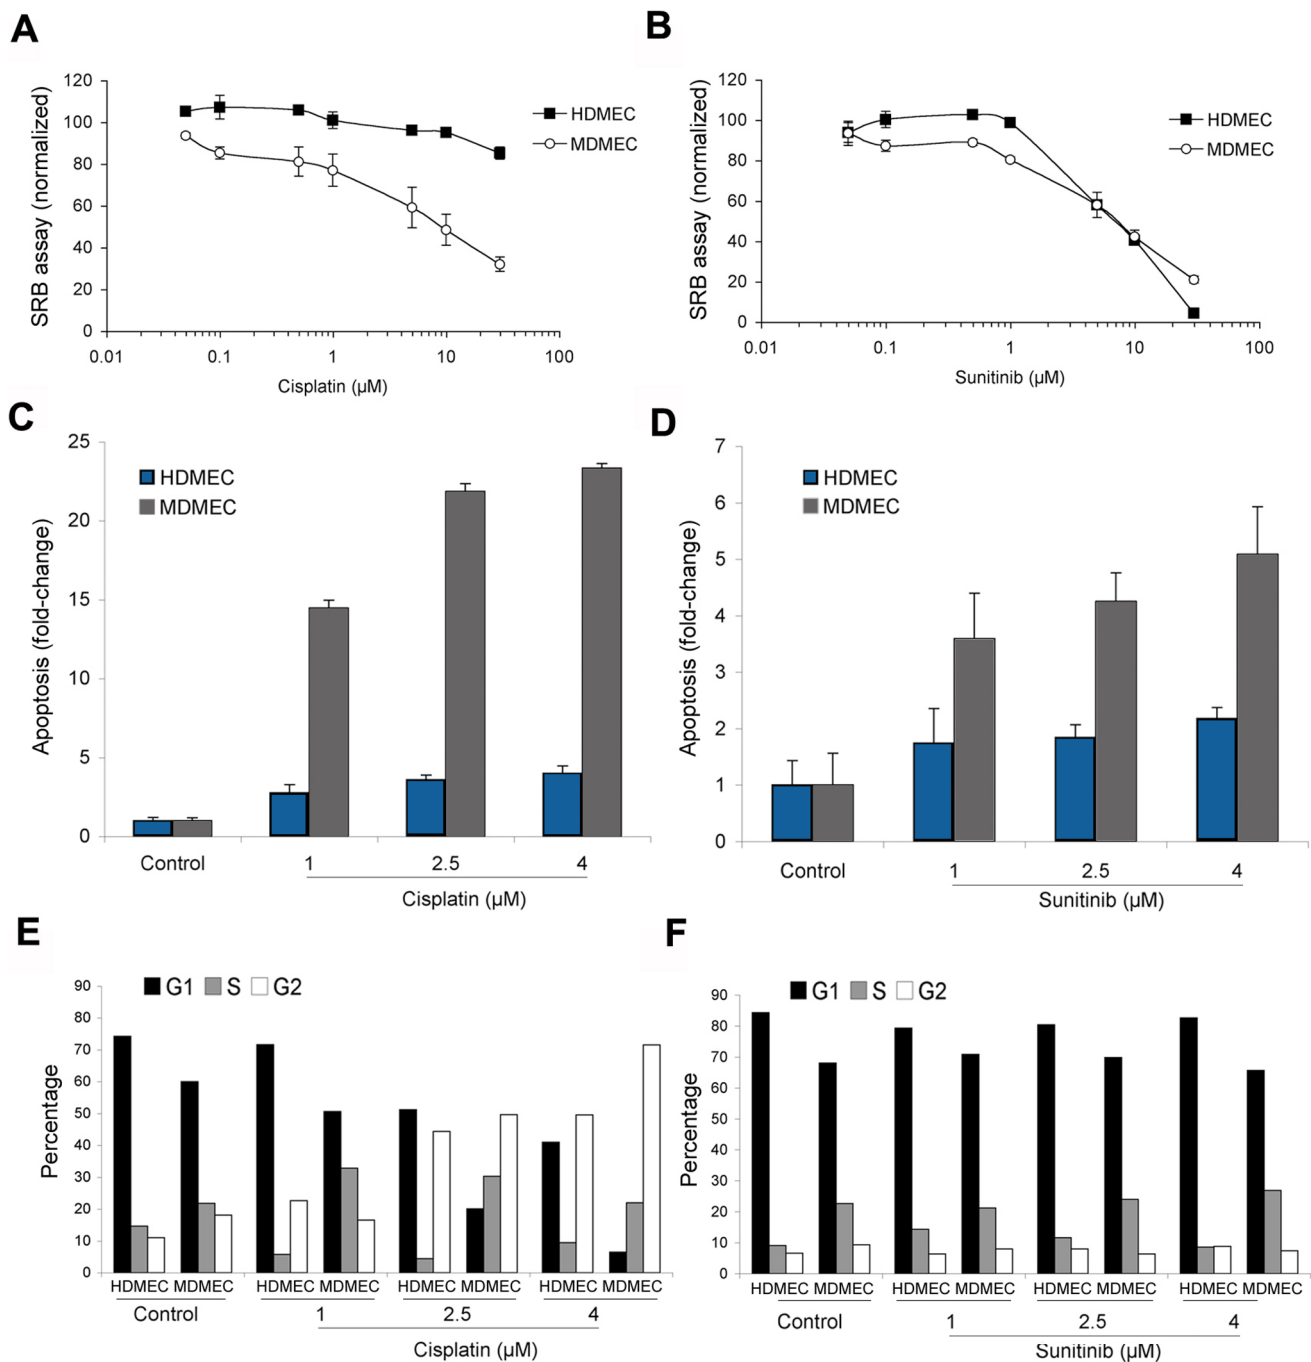 A
SRB assay (normalized)
120
100
80
60
40
20
0
0.01 0.1 1 10 100
Cisplatin (µM)
HDMEC
MDMEC
B
SRB assay (normalized)
120
100
80
60
40
20
0
0.01 0.1 1 10 100
Sunitinib (µM)
HDMEC
MDMEC
C
Apoptosis (fold-change)
25
20
15
10
5
0
HDMEC
MDMEC
Control 1 2.5 4
Cisplatin (µM)
D
Apoptosis (fold-change)
7
6
5
4
3
2
1
0
HDMEC
MDMEC
Control 1 2.5 4
Sunitinib (µM)
E
Percentage
G1 S G2
90
80
70
60
50
40
30
20
10
0
HDMEC MDMEC HDMEC MDMEC HDMEC MDMEC HDMEC MDMEC
Control 1 2.5 4
Cisplatin (µM)
F
Percentage
G1 S G2
90
80
70
60
50
40
30
20
10
0
HDMEC MDMEC HDMEC MDMEC HDMEC MDMEC HDMEC MDMEC
Control 1 2.5 4
Sunitinib (µM)